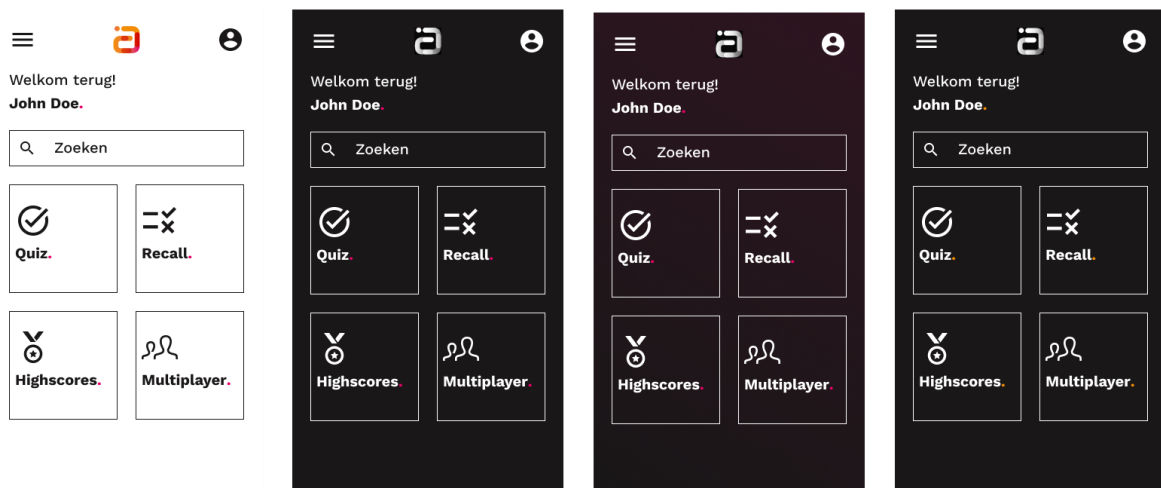 Welkom terug!
John Doe.
Zoeken
Quiz.
Recall.
Highscores.
Multiplayer.
Welkom terug!
John Doe.
Zoeken
Quiz.
Recall.
Highscores.
Multiplayer.
Welkom terug!
John Doe.
Zoeken
Quiz.
Recall.
Highscores.
Multiplayer.
Welkom terug!
John Doe.
Zoeken
Quiz.
Recall.
Highscores.
Multiplayer.